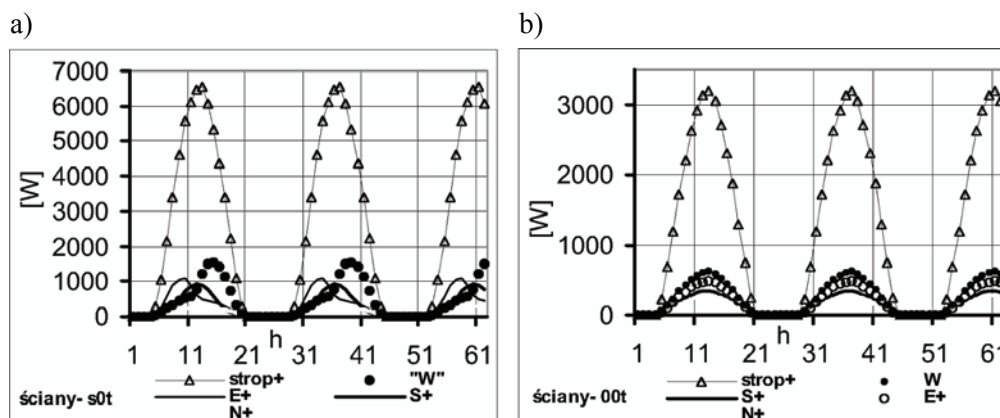 a)
b)
7000
6000
5000
4000
3000
2000
1000
0
[W]
1 11 21 31 41 51 61
h
strop+ "W"
E+ S+
N+
ściany- s0t
3000
2000
1000
0
[W]
1 11 21 31 41 51 61
h
strop+ W
S+ E+
N+
ściany- 00t